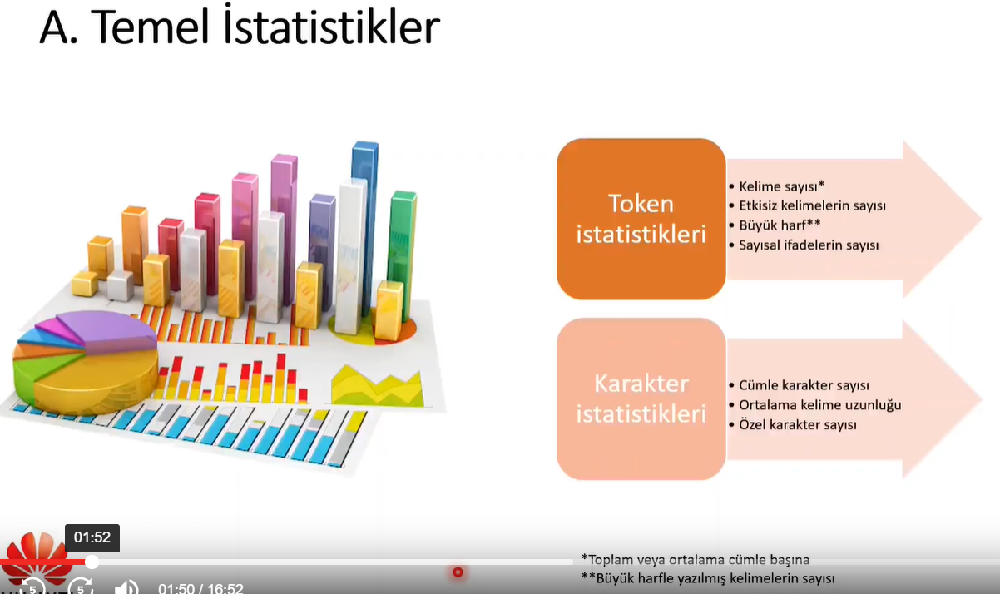 A. Temel İstatistikler
Token
istatistikleri
• Kelime sayısı*
• Etkisiz kelimelerin sayısı
• Büyük harf**
• Sayısal ifadelerin sayısı
Karakter
istatistikleri
• Cümle karakter sayısı
• Ortalama kelime uzunluğu
• Özel karakter sayısı
01:52
*Toplam veya ortalama cümle başına
**Büyük harfle yazılmış kelimelerin sayısı
5
5
01:50 / 16:52